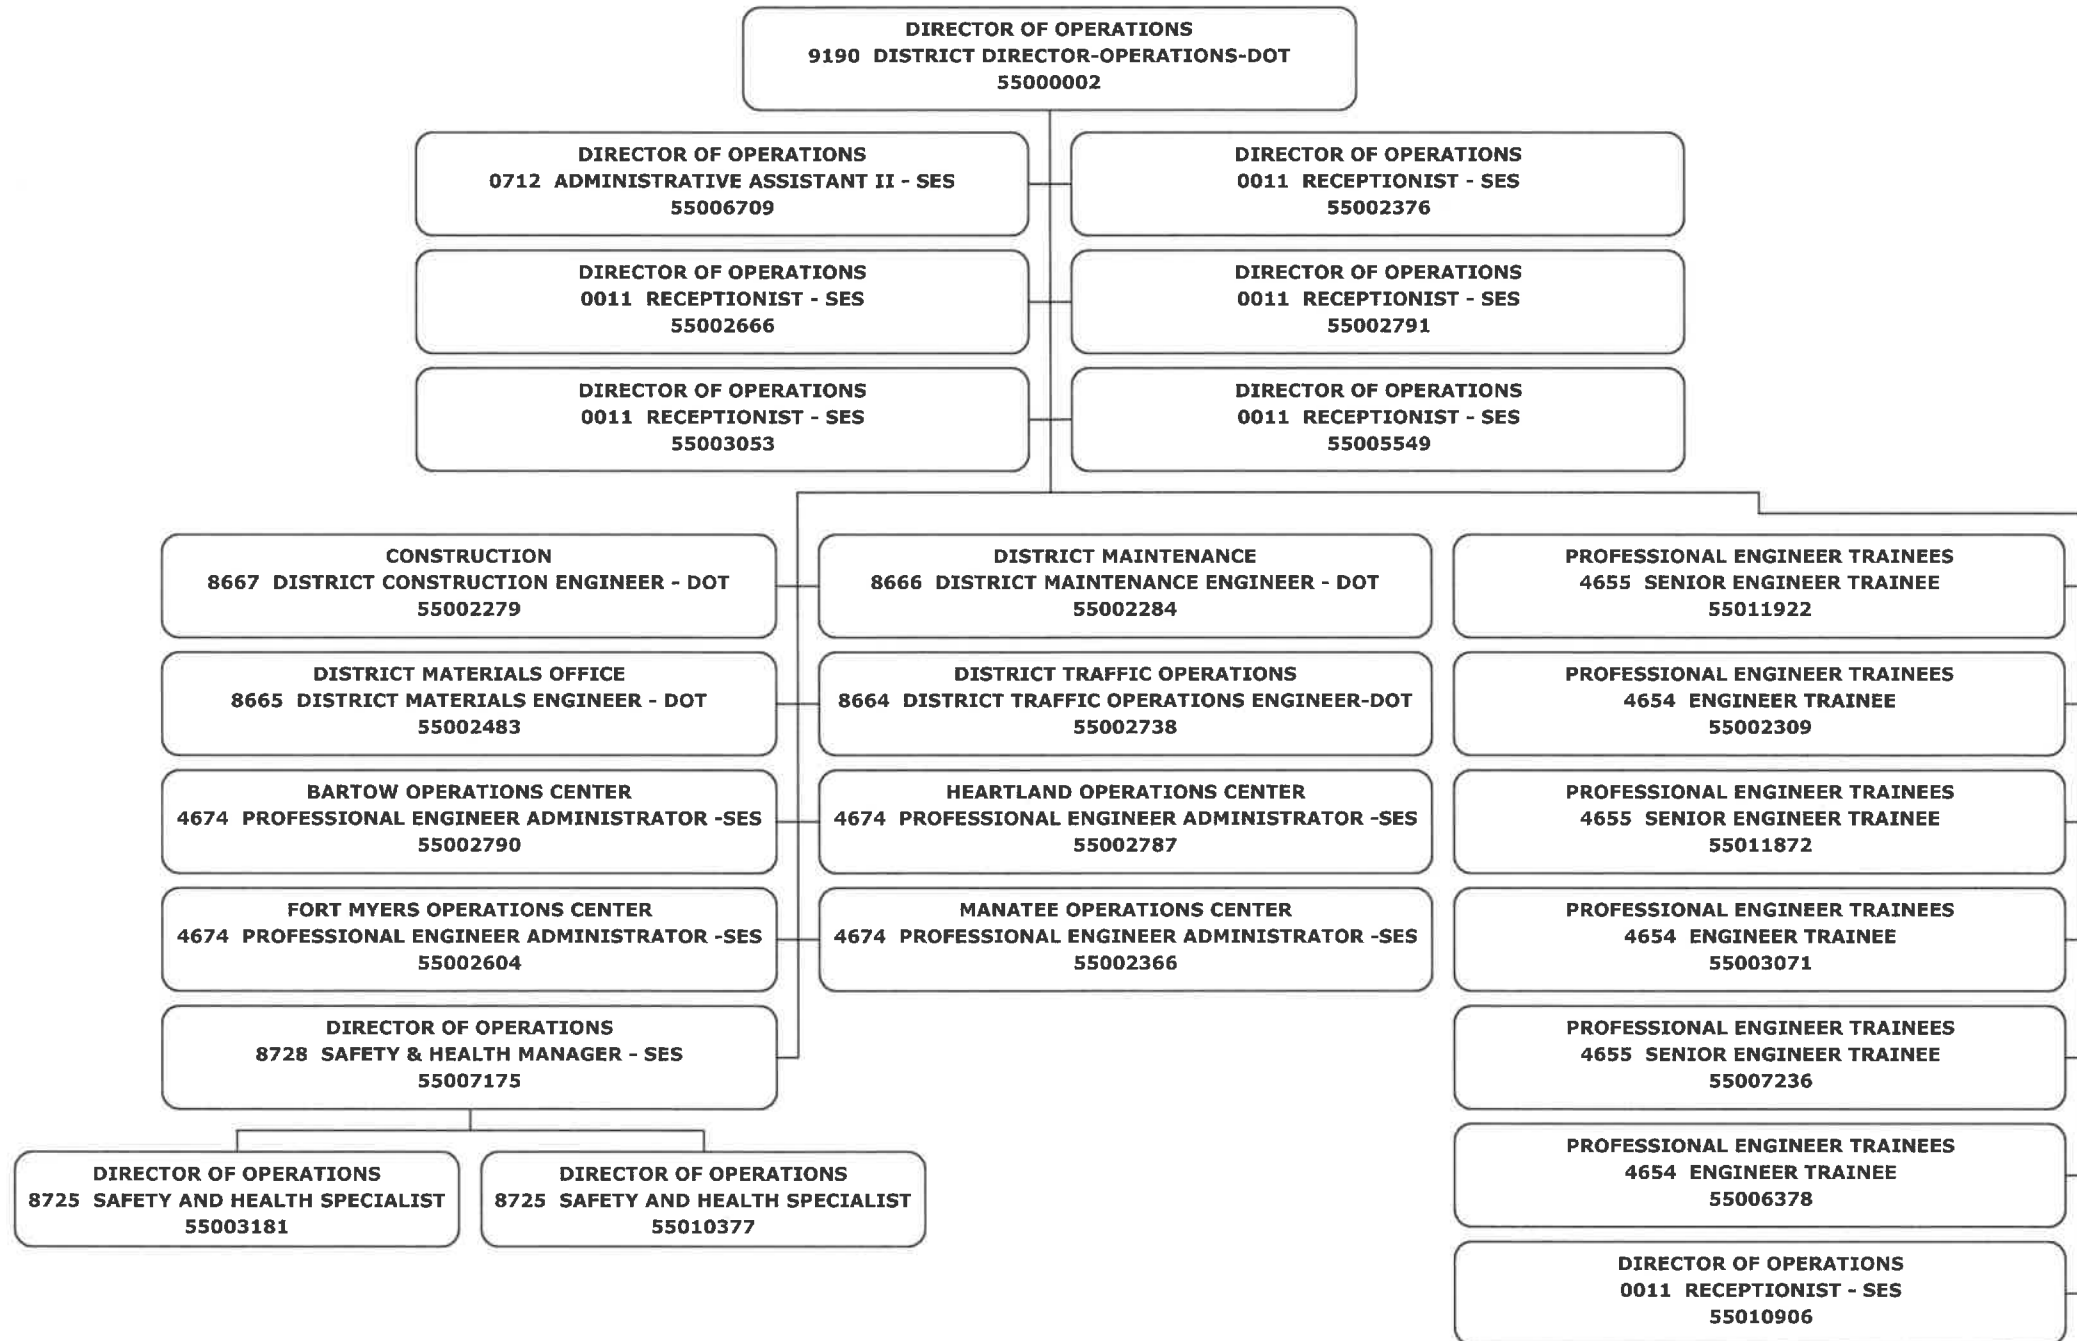 DIRECTOR OF OPERATIONS
9190 DISTRICT DIRECTOR-OPERATIONS-DOT
55000002
DIRECTOR OF OPERATIONS
0712 ADMINISTRATIVE ASSISTANT II - SES
55006709
DIRECTOR OF OPERATIONS
0011 RECEPTIONIST - SES
55002376
DIRECTOR OF OPERATIONS
0011 RECEPTIONIST - SES
55002666
DIRECTOR OF OPERATIONS
0011 RECEPTIONIST - SES
55002791
DIRECTOR OF OPERATIONS
0011 RECEPTIONIST - SES
55003053
DIRECTOR OF OPERATIONS
0011 RECEPTIONIST - SES
55005549
CONSTRUCTION
8667 DISTRICT CONSTRUCTION ENGINEER - DOT
55002279
DISTRICT MAINTENANCE
8666 DISTRICT MAINTENANCE ENGINEER - DOT
55002284
PROFESSIONAL ENGINEER TRAINEES
4655 SENIOR ENGINEER TRAINEE
55011922
DISTRICT MATERIALS OFFICE
8665 DISTRICT MATERIALS ENGINEER - DOT
55002483
DISTRICT TRAFFIC OPERATIONS
8664 DISTRICT TRAFFIC OPERATIONS ENGINEER-DOT
55002738
PROFESSIONAL ENGINEER TRAINEES
4654 ENGINEER TRAINEE
55002309
BARTOW OPERATIONS CENTER
4674 PROFESSIONAL ENGINEER ADMINISTRATOR -SES
55002790
HEARTLAND OPERATIONS CENTER
4674 PROFESSIONAL ENGINEER ADMINISTRATOR -SES
55002787
PROFESSIONAL ENGINEER TRAINEES
4655 SENIOR ENGINEER TRAINEE
55011872
FORT MYERS OPERATIONS CENTER
4674 PROFESSIONAL ENGINEER ADMINISTRATOR -SES
55002604
MANATEE OPERATIONS CENTER
4674 PROFESSIONAL ENGINEER ADMINISTRATOR -SES
55002366
PROFESSIONAL ENGINEER TRAINEES
4654 ENGINEER TRAINEE
55003071
DIRECTOR OF OPERATIONS
8728 SAFETY & HEALTH MANAGER - SES
55007175
PROFESSIONAL ENGINEER TRAINEES
4655 SENIOR ENGINEER TRAINEE
55007236
DIRECTOR OF OPERATIONS
8725 SAFETY AND HEALTH SPECIALIST
55003181
DIRECTOR OF OPERATIONS
8725 SAFETY AND HEALTH SPECIALIST
55010377
PROFESSIONAL ENGINEER TRAINEES
4654 ENGINEER TRAINEE
55006378
DIRECTOR OF OPERATIONS
0011 RECEPTIONIST - SES
55010906